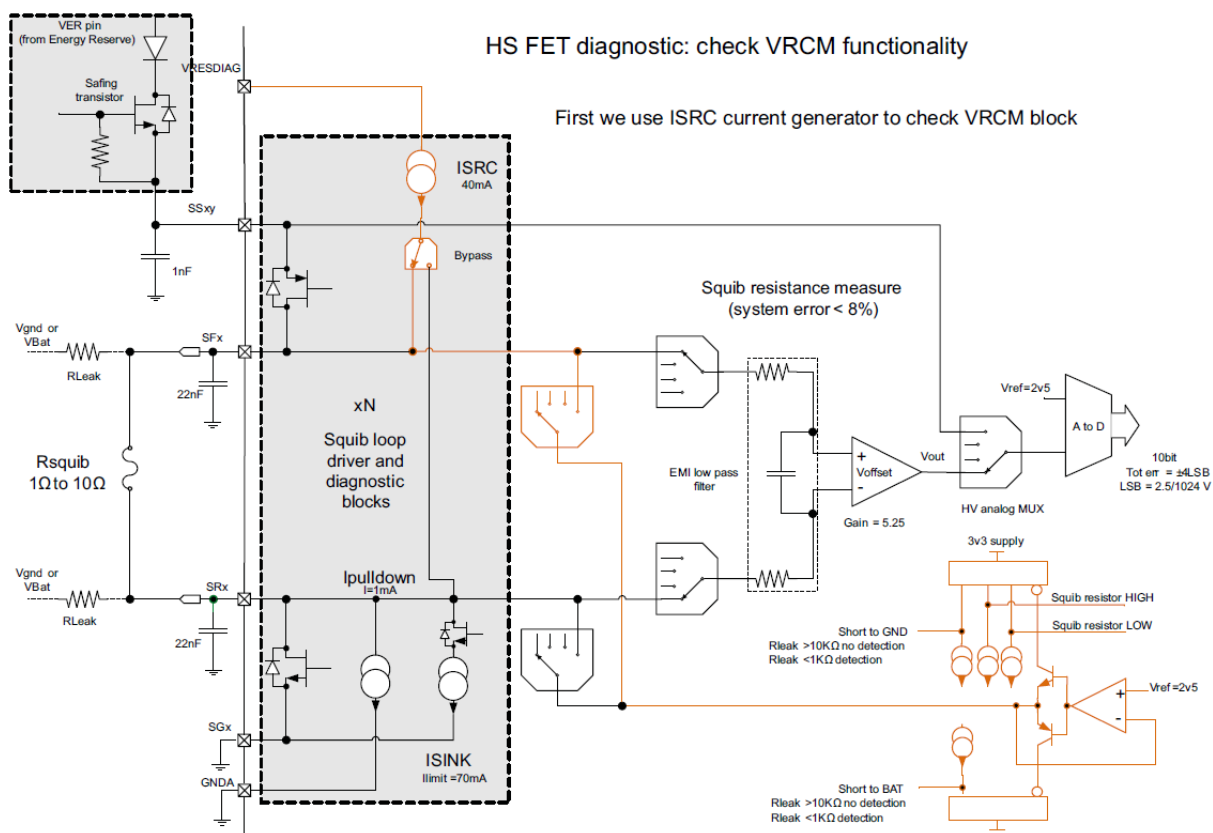 VER pin
(from Energy Reserve)
HS FET diagnostic: check VRCM functionality
VRESDIAG
Safing
transistor
First we use ISRC current generator to check VRCM block
ISRC
40mA
SSxy
Bypass
1nF
Squib resistance measure
(system error < 8%)
Vgnd or
VBat
SFx
RLeak
22nF
Vref=2v5
xN
A to D
Squib loop
driver and
diagnostic
blocks
Rsquib
1Ω to 10Ω
EMI low pass
filter
+
Voffset
-
Vout
10bit
Tot err = ±4LSB
LSB = 2.5/1024 V
Gain = 5.25
HV analog MUX
3v3 supply
Vgnd or
VBat
SRx
Ipulldown
I=1mA
RLeak
Squib resistor HIGH
22nF
Short to GND
Squib resistor LOW
Rleak >10KΩ no detection
Rleak <1KΩ detection
Vref=2v5
+
-
SGx
ISINK
Ilimit =70mA
GNDA
Short to BAT
Rleak >10KΩ no detection
Rleak <1KΩ detection